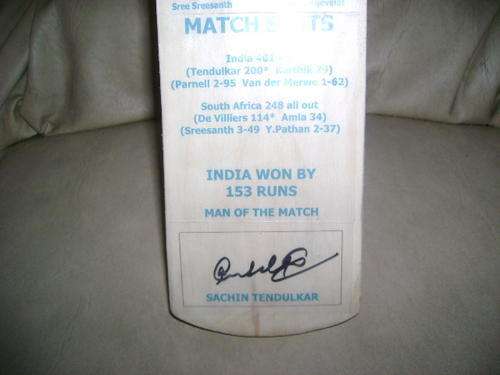 Sree Sreesanth
MATCH
India 401
(Tendulkar 200* Karthik 79)
(Parnell 2-95 Van der Merwe 1-62)
South Africa 248 all out
(De Villiers 114* Amla 34)
(Sreesanth 3-49 Y.Pathan 2-37)
INDIA WON BY
153 RUNS
MAN OF THE MATCH
SACHIN TENDULKAR